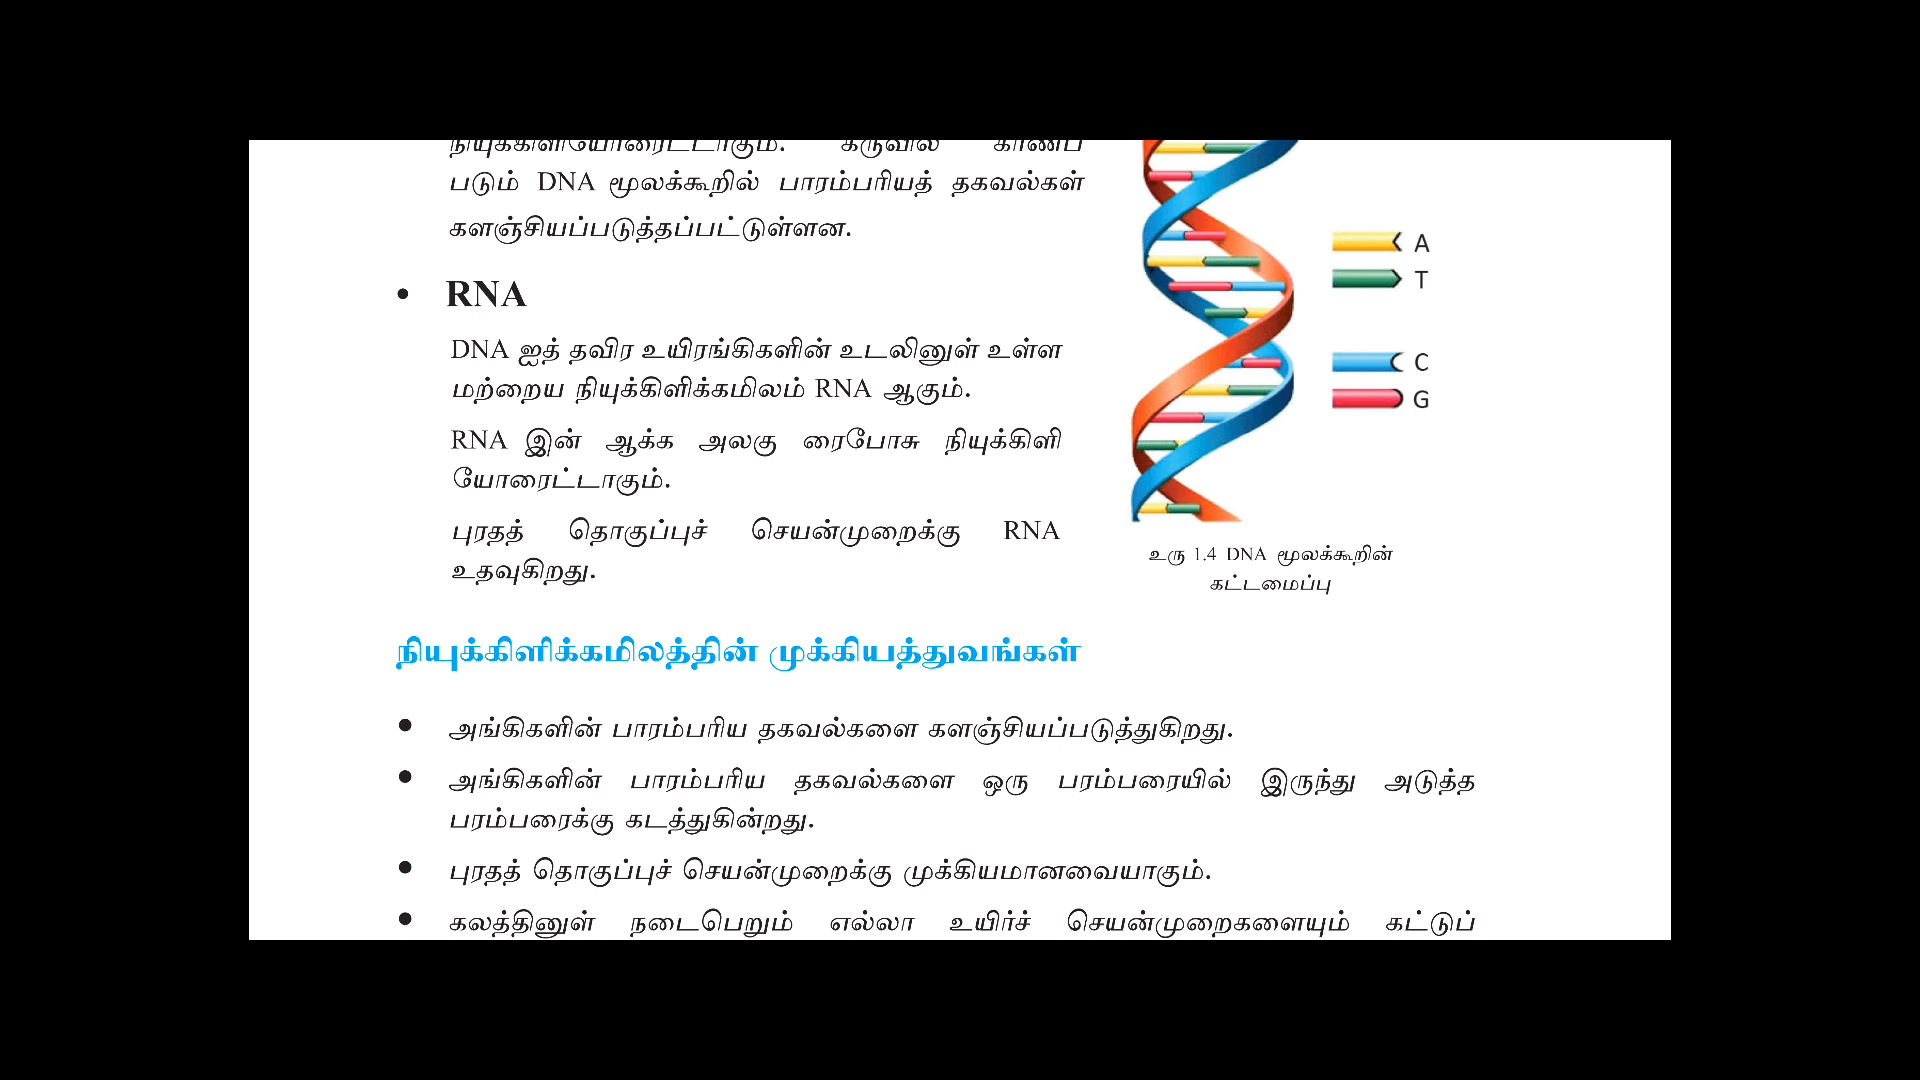 நியுக்கிளியோரைட்டாகும். கருவில் காணப்
படும் DNA மூலக்கூறில் பாரம்பரியத் தகவல்கள்
களஞ்சியப்படுத்தப்பட்டுள்ளன.
• RNA
DNA ஐத் தவிர உயிரங்கிகளின் உடலினுள் உள்ள
மற்றைய நியுக்கிளிக்கமிலம் RNA ஆகும்.
RNA இன் ஆக்க அலகு ரைபோசு நியுக்கிளி
யோரைட்டாகும்.
புரதத் தொகுப்புச் செயன்முறைக்கு RNA
உதவுகிறது.
A
T
C
G
உரு 1.4 DNA மூலக்கூறின்
கட்டமைப்பு
நியுக்கிளிக்கமிலத்தின் முக்கியத்துவங்கள்
• அங்கிகளின் பாரம்பரிய தகவல்களை களஞ்சியப்படுத்துகிறது.
• அங்கிகளின் பாரம்பரிய தகவல்களை ஒரு பரம்பரையில் இருந்து அடுத்த
பரம்பரைக்கு கடத்துகின்றது.
• புரதத் தொகுப்புச் செயன்முறைக்கு முக்கியமானவையாகும்.
• கலத்தினுள் நடைபெறும் எல்லா உயிர்ச் செயன்முறைகளையும் கட்டுப்